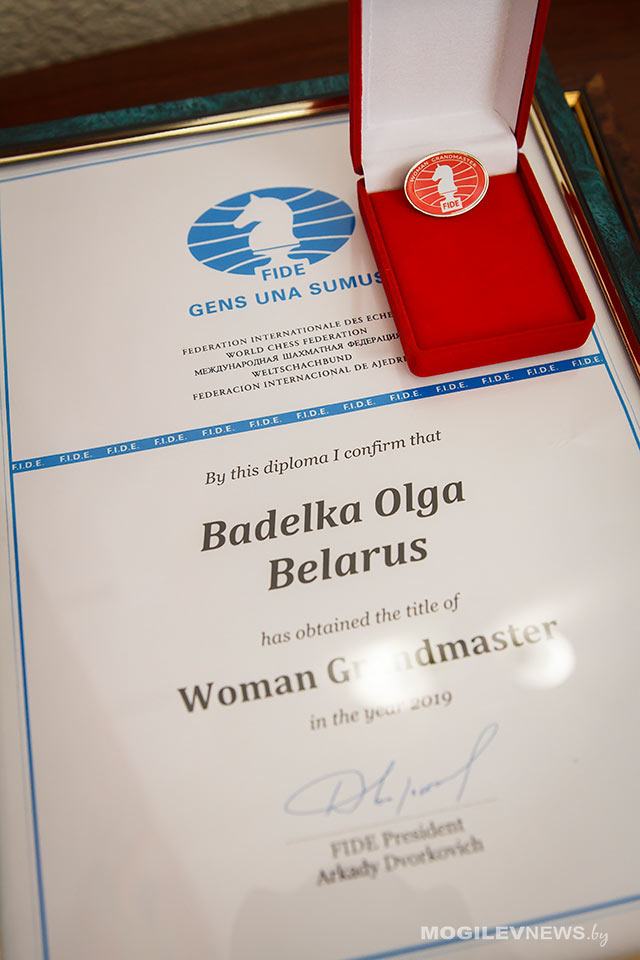 WOMAN GRANDMASTER
FIDE
FIDE
GENS UNA SUMUS
FEDERATION INTERNATIONALE DES ECHE
WORLD CHESS FEDERATION
МЕЖДУНАРОДНАЯ ШАХМАТНАЯ ФЕДЕРАЦИЯ
WELTSCHACHBUND
FEDERACION INTERNACIONAL DE AJEDRE
F.I.D.E. F.I.D.E. F.I.D.E. F.I.D.E. F.I.D.E. F.I.D.E. F.I.D.E. F.I.D.E. F.I.D.E. F.I.D.E. F.I.D.E. F.I.D.E. F.I.D.E.
By this diploma I confirm that
Badelka Olga
Belarus
has obtained the title of
Woman Grandmaster
in the year 2019
FIDE President
Arkady Dvorkovich
MOGILEVNEWS.by